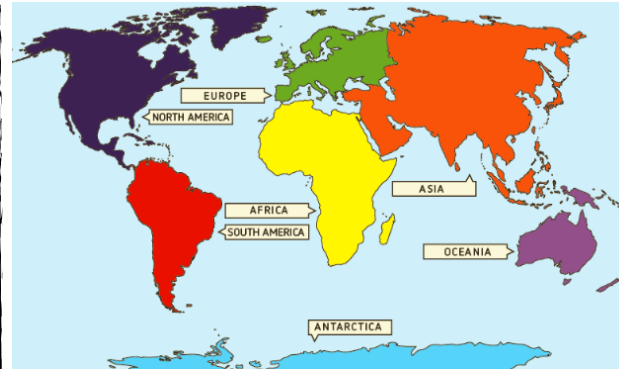 EUROPE
NORTH AMERICA
ASIA
AFRICA
SOUTH AMERICA
OCEANIA
ANTARCTICA